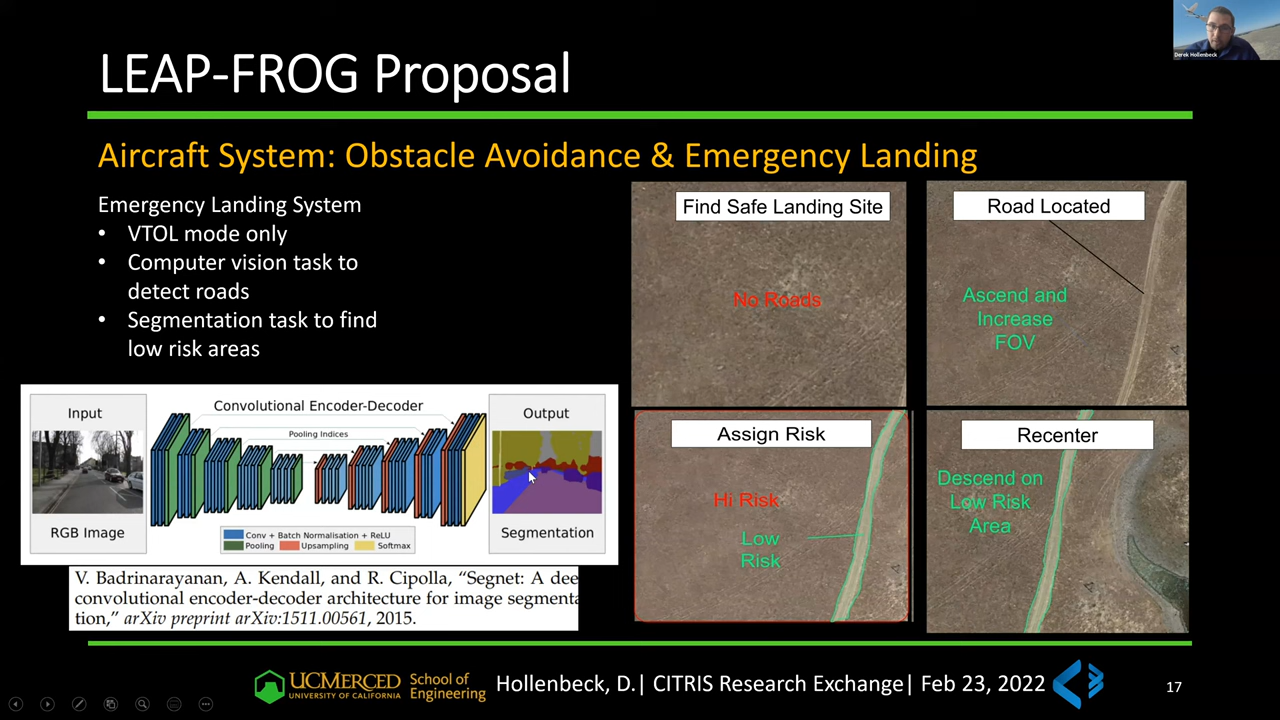 Derek Hollenbeck
LEAP-FROG Proposal
Aircraft System: Obstacle Avoidance & Emergency Landing
Emergency Landing System
• VTOL mode only
• Computer vision task to
detect roads
• Segmentation task to find
low risk areas
Input
RGB Image
Convolutional Encoder-Decoder
Pooling Indices
Conv + Batch Normalisation + ReLU
Pooling Upsampling Softmax
Output
Segmentation
V. Badrinarayanan, A. Kendall, and R. Cipolla, “Segnet: A dee
convolutional encoder-decoder architecture for image segmenta
tion,” arXiv preprint arXiv:1511.00561, 2015.
Find Safe Landing Site
No Roads
Road Located
Ascend and
Increase
FOV
Assign Risk
Hi Risk
Low
Risk
Recenter
Descend on
Low Risk
Area
UCMERCED
UNIVERSITY OF CALIFORNIA
School of
Engineering
Hollenbeck, D.| CITRIS Research Exchange| Feb 23, 2022
17